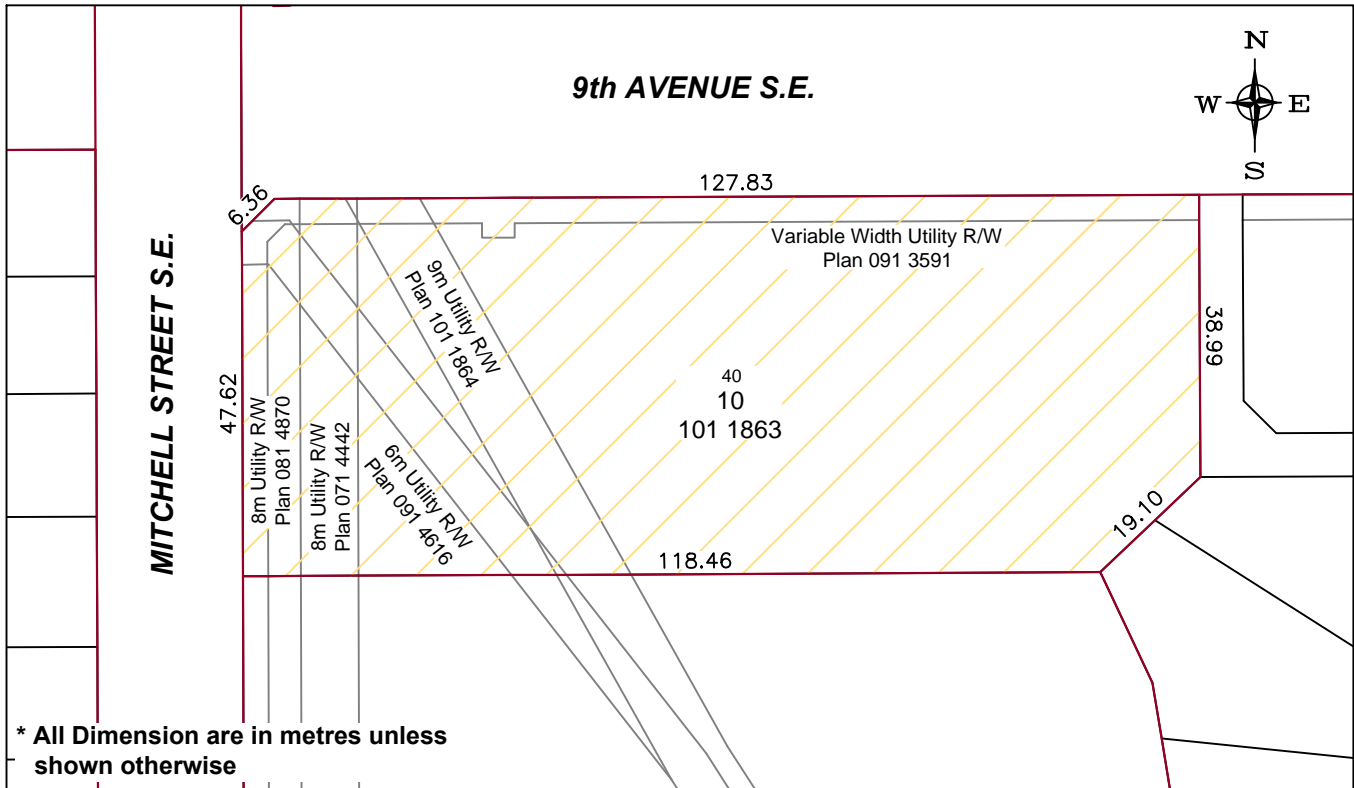 9th AVENUE S.E.
N
W
E
S
127.83
6.36
Variable Width Utility R/W
Plan 091 3591
MITCHELL STREET S.E.
9m Utility R/W
Plan 101 1864
38.99
47.62
40
10
101 1863
8m Utility R/W
Plan 081 4870
8m Utility R/W
Plan 071 4442
6m Utility R/W
Plan 091 4616
19.10
118.46
* All Dimension are in metres unless
shown otherwise